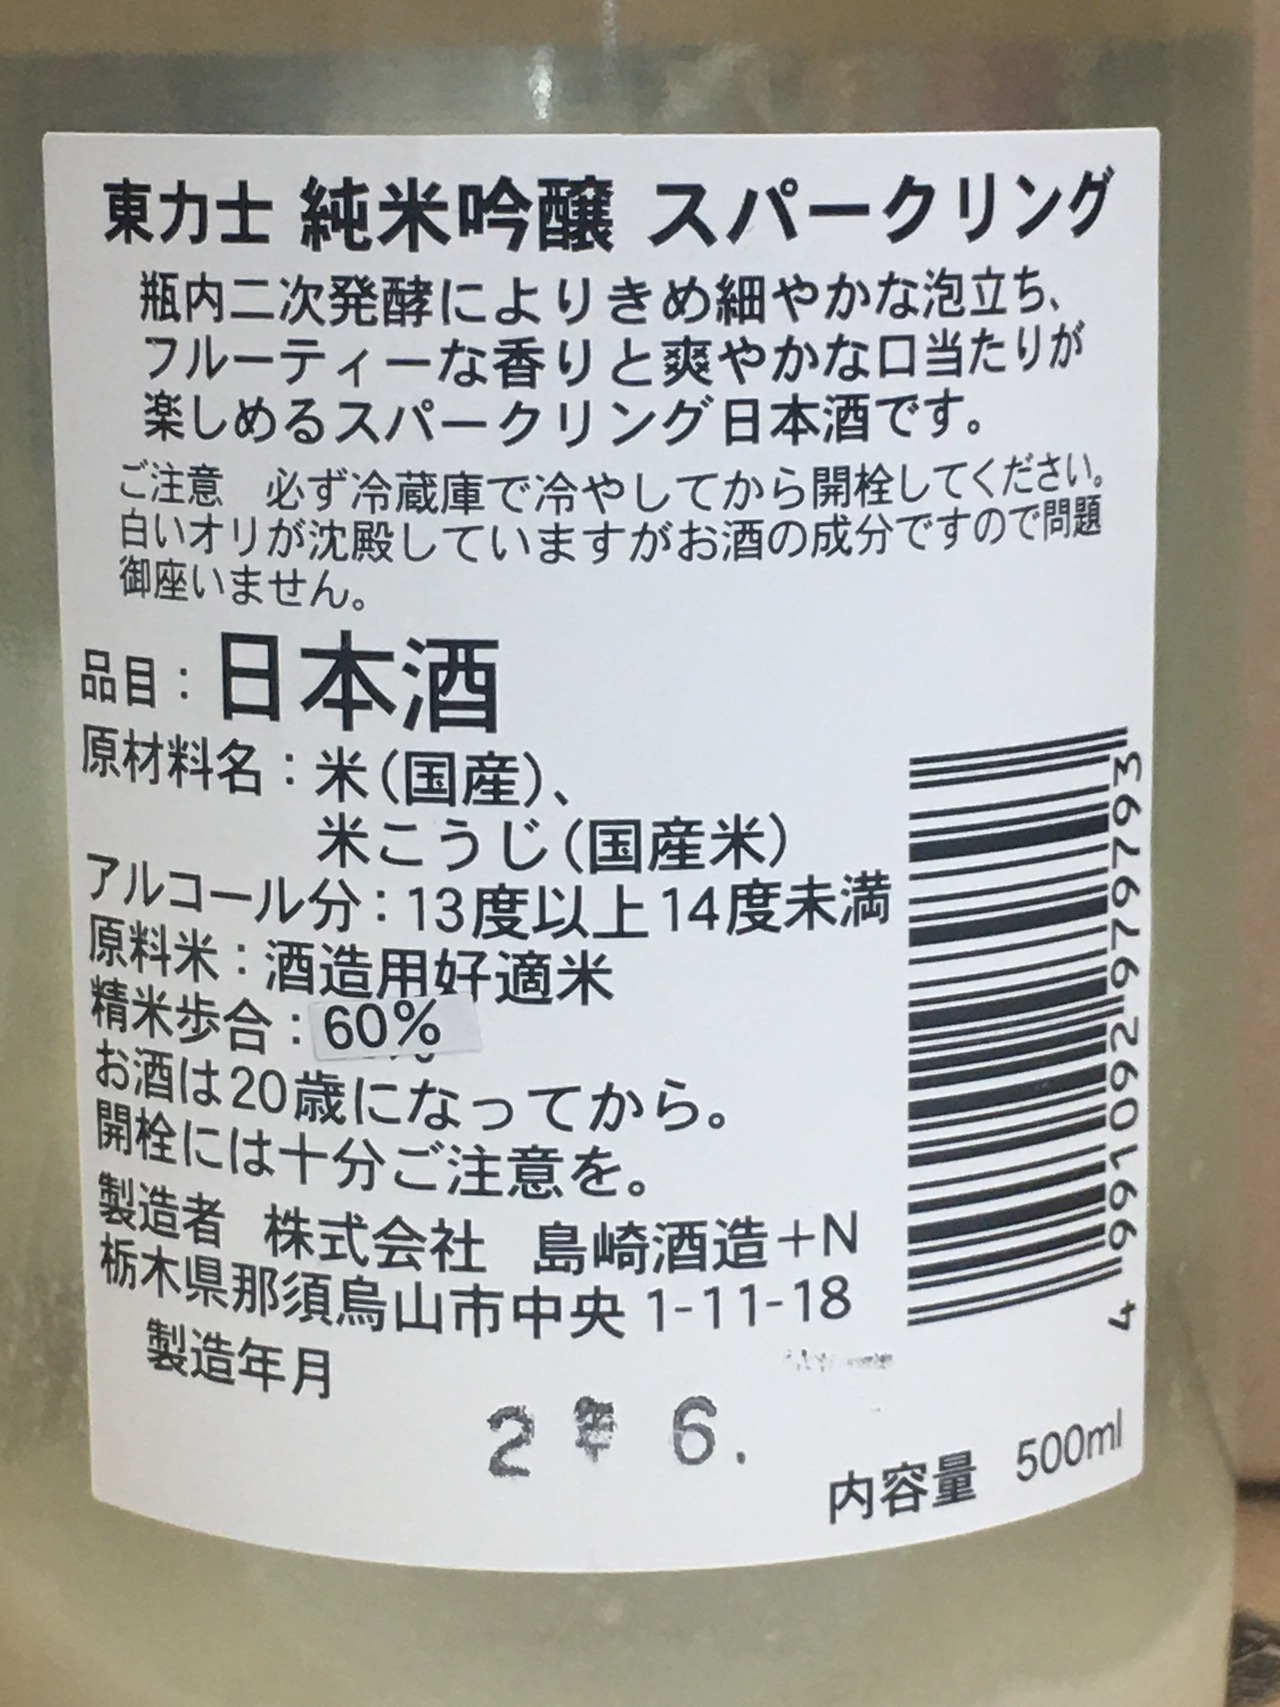 東力士 純米吟醸 スパークリング
瓶内二次発酵によりきめ細やかな泡立ち、
フルーティーな香りと爽やかな口当たりが
楽しめるスパークリング日本酒です。
ご注意 必ず冷蔵庫で冷やしてから開栓してください。
白いオリが沈殿していますがお酒の成分ですので問題
御座いません。
品目:日本酒
原材料名:米(国産)、
米こうじ(国産米)
アルコール分:13度以上14度未満
原料米:酒造用好適米
精米歩合:60%
お酒は20歳になってから。
開栓には十分ご注意を。
製造者 株式会社 島崎酒造+N
栃木県那須烏山市中央1-11-18
製造年月
2 6.
内容量 500ml
4961092979793